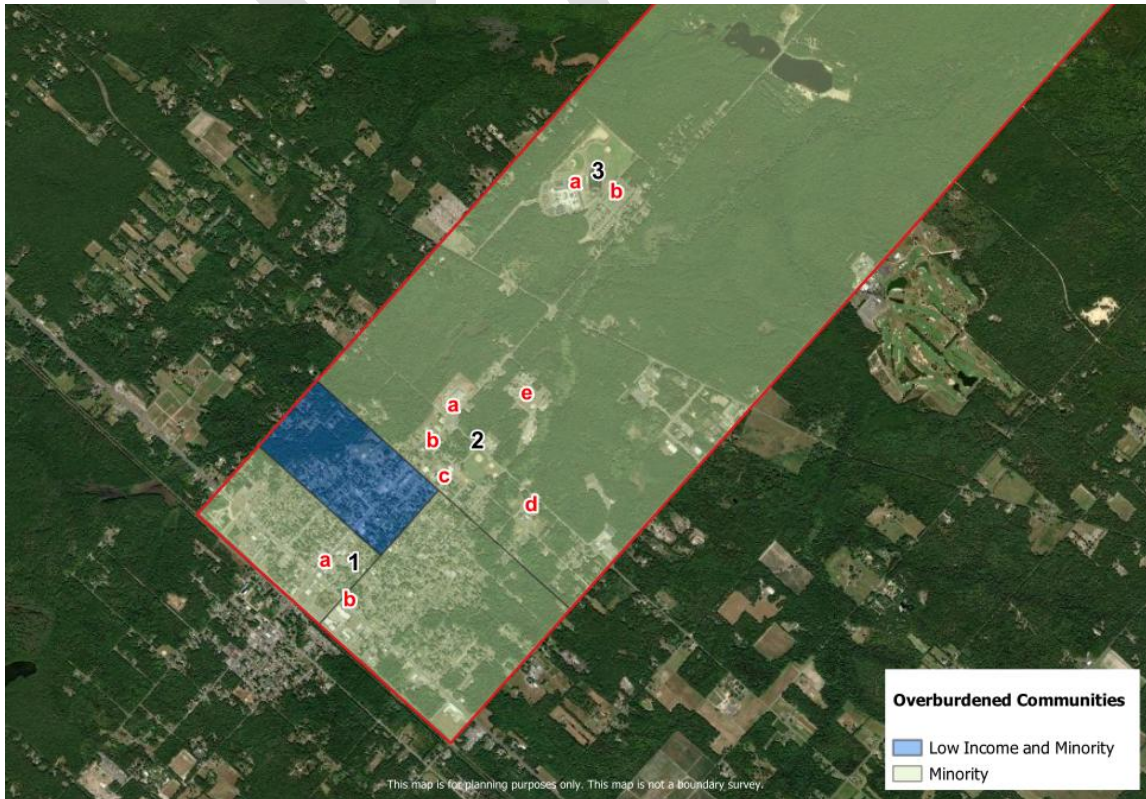 3
a
b
a
e
b
2
c
d
a
1
b
Overburdened Communities
Low Income and Minority
Minority
This map is for planning purposes only. This map is not a boundary survey.